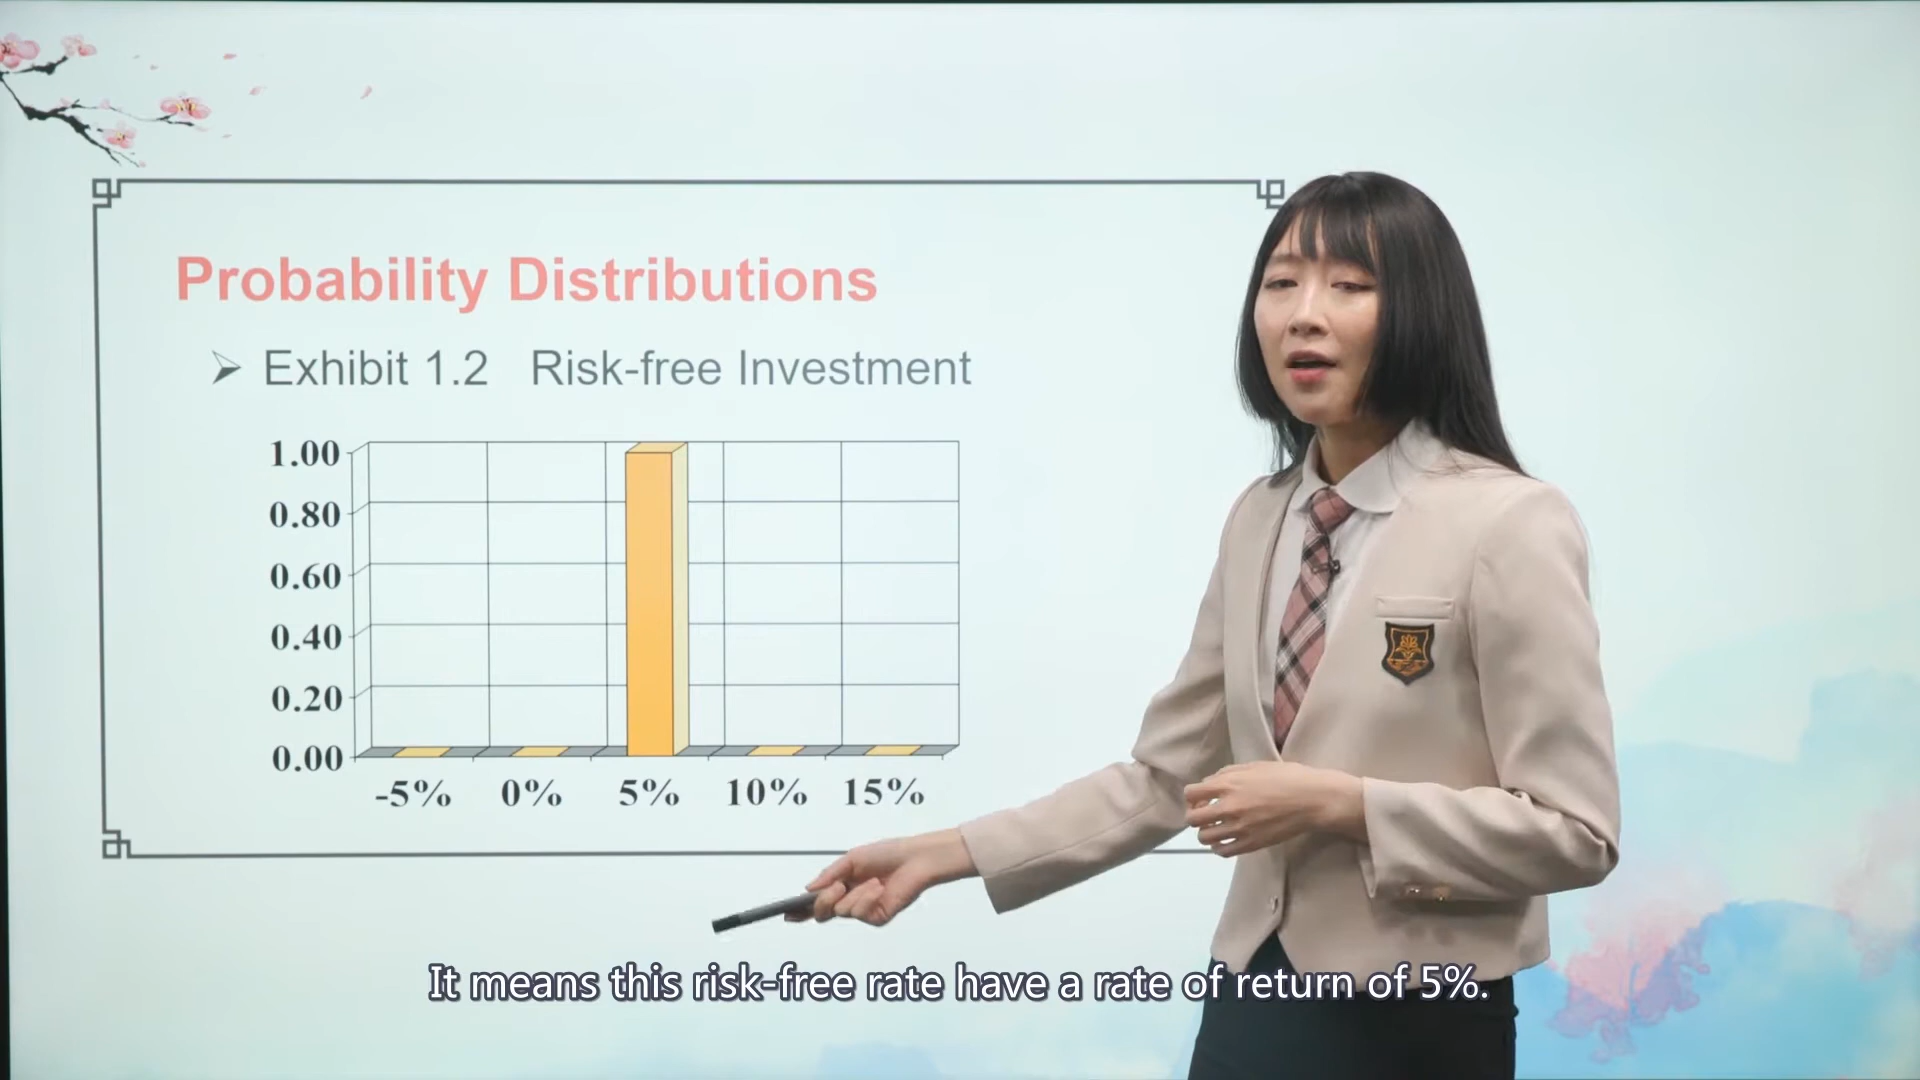 Probability Distributions
➢ Exhibit 1.2 Risk-free Investment
1.00
0.80
0.60
0.40
0.20
0.00
-5% 0% 5% 10% 15%
It means this risk-free rate have a rate of return of 5%.